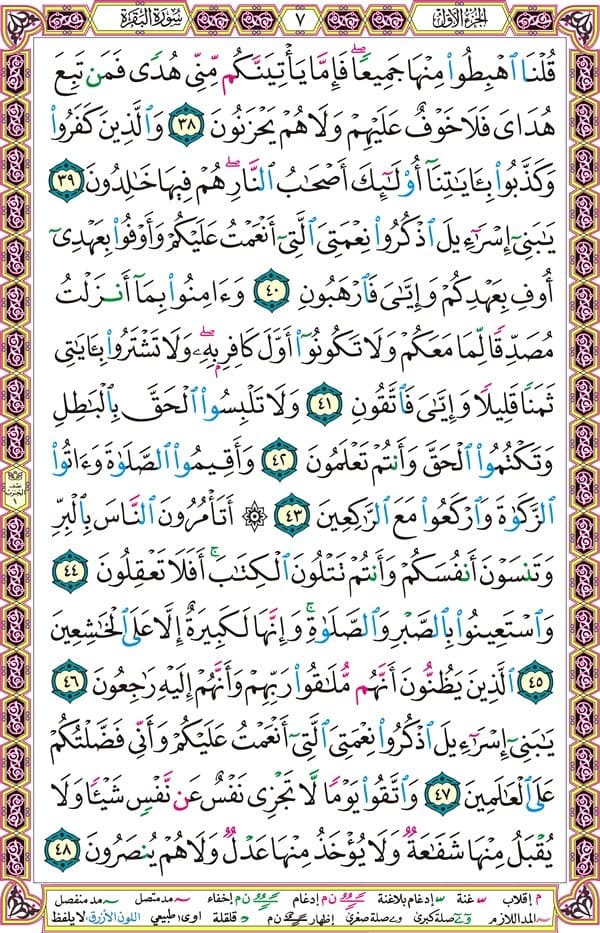 الجزء الأول ٧ سورة البقرة
قُلْنَا ٱهْبِطُوا۟ مِنْهَا جَمِيعًاۖ فَإِمَّا يَأْتِيَنَّكُم مِّنِّى هُدًى فَمَن تَبِعَ
هُدَاىَ فَلَا خَوْفٌ عَلَيْهِمْ وَلَا هُمْ يَحْزَنُونَ ٣٨ وَٱلَّذِينَ كَفَرُوا۟
وَكَذَّبُوا۟ بِـَٔايَـٰتِنَآ أُو۟لَـٰٓئِكَ أَصْحَـٰبُ ٱلنَّارِۖ هُمْ فِيهَا خَـٰلِدُونَ ٣٩
يَـٰبَنِىٓ إِسْرَٰٓءِيلَ ٱذْكُرُوا۟ نِعْمَتِىَ ٱلَّتِىٓ أَنْعَمْتُ عَلَيْكُمْ وَأَوْفُوا۟ بِعَهْدِىٓ
أُوفِ بِعَهْدِكُمْ وَإِيَّـٰىَ فَٱرْهَبُونِ ٤٠ وَءَامِنُوا۟ بِمَآ أَنزَلْتُ
مُصَدِّقًا لِّمَا مَعَكُمْ وَلَا تَكُونُوٓا۟ أَوَّلَ كَافِرٍۭ بِهِۦۖ وَلَا تَشْتَرُوا۟ بِـَٔايَـٰتِى
ثَمَنًا قَلِيلًا وَإِيَّـٰىَ فَٱتَّقُونِ ٤١ وَلَا تَلْبِسُوا۟ ٱلْحَقَّ بِٱلْبَـٰطِلِ
وَتَكْتُمُوا۟ ٱلْحَقَّ وَأَنتُمْ تَعْلَمُونَ ٤٢ وَأَقِيمُوا۟ ٱلصَّلَوٰةَ وَءَاتُوا۟
ٱلزَّكَوٰةَ وَٱرْكَعُوا۟ مَعَ ٱلرَّٰكِعِينَ ٤٣ ۞ أَتَأْمُرُونَ ٱلنَّاسَ بِٱلْبِرِّ
وَتَنسَوْنَ أَنفُسَكُمْ وَأَنتُمْ تَتْلُونَ ٱلْكِتَـٰبَۚ أَفَلَا تَعْقِلُونَ ٤٤
وَٱسْتَعِينُوا۟ بِٱلصَّبْرِ وَٱلصَّلَوٰةِۚ وَإِنَّهَا لَكَبِيرَةٌ إِلَّا عَلَى ٱلْخَـٰشِعِينَ
٤٥ ٱلَّذِينَ يَظُنُّونَ أَنَّهُم مُّلَـٰقُوا۟ رَبِّهِمْ وَأَنَّهُمْ إِلَيْهِ رَٰجِعُونَ ٤٦
يَـٰبَنِىٓ إِسْرَٰٓءِيلَ ٱذْكُرُوا۟ نِعْمَتِىَ ٱلَّتِىٓ أَنْعَمْتُ عَلَيْكُمْ وَأَنِّى فَضَّلْتُكُمْ
عَلَى ٱلْعَـٰلَمِينَ ٤٧ وَٱتَّقُوا۟ يَوْمًا لَّا تَجْزِى نَفْسٌ عَن نَّفْسٍ شَيْـًٔا وَلَا
يُقْبَلُ مِنْهَا شَفَـٰعَةٌ وَلَا يُؤْخَذُ مِنْهَا عَدْلٌ وَلَا هُمْ يُنصَرُونَ ٤٨
م إقلاب غنة إدغام بلاغنة ن م إدغام ن م إخفاء مد متصل مد منفصل
المد اللازم صلة كبرى صلة صغرى إظهار ن م قلقلة اوى: طبيعي اللون الأزرق: لا يلفظ